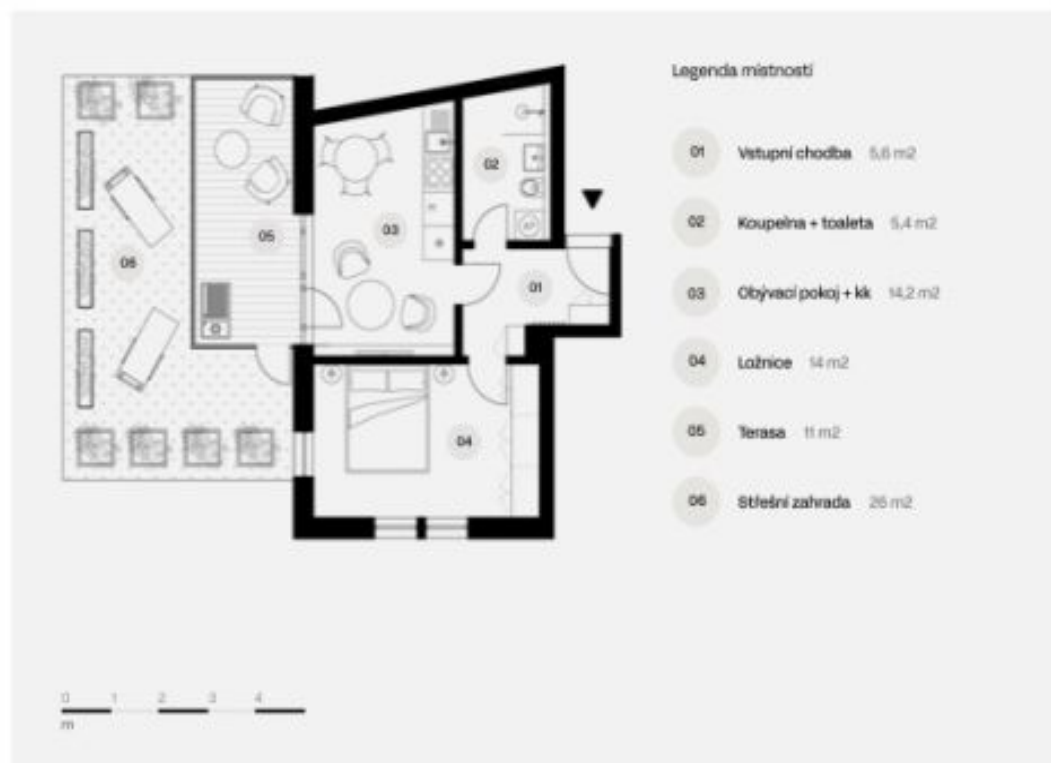 Legenda místností
01 Vstupní chodba 5,6 m2
02 Koupelna + toaleta 5,4 m2
03 Obývací pokoj + kk 14,2 m2
04 Ložnice 14 m2
05 Terasa 11 m2
06 Střešní zahrada 26 m2
02
05
03
06
01
04
0 1 2 3 4
m